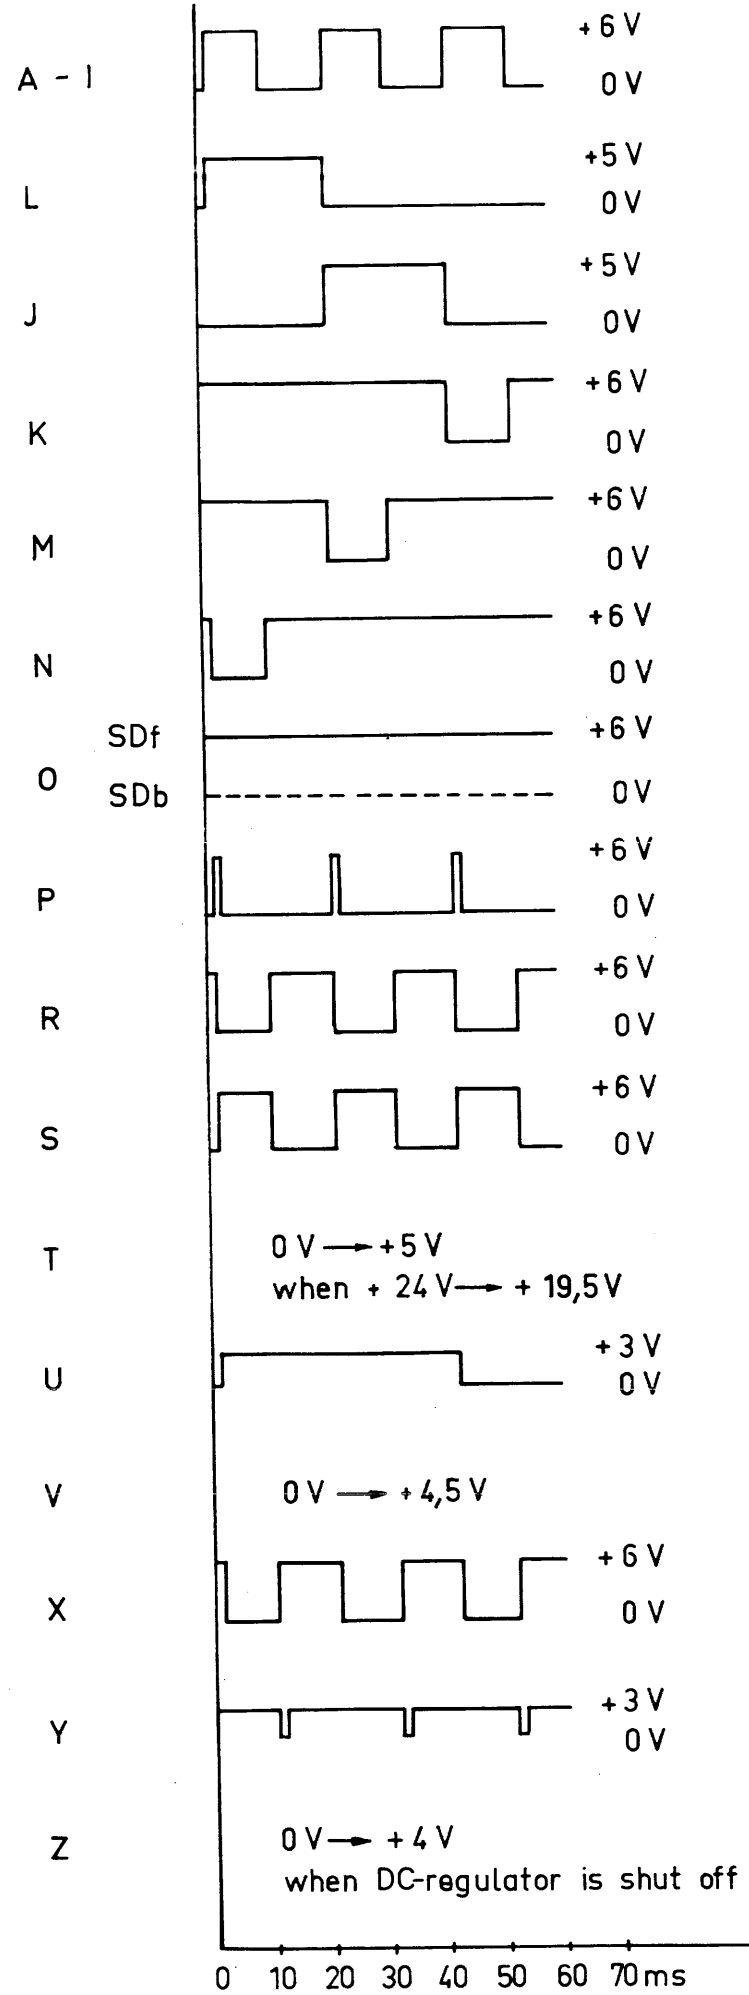 +6 V
A - I 0 V
+5 V
L 0 V
+5 V
J 0 V
+6 V
K 0 V
+6 V
M 0 V
+6 V
N 0 V
SDf +6 V
O
SDb 0 V
+6 V
P 0 V
+6 V
R 0 V
+6 V
S 0 V
0 V → +5 V
T
when + 24 V → + 19,5 V
+3 V
U 0 V
V 0 V → +4,5 V
+6 V
X 0 V
+3 V
Y 0 V
0 V → +4 V
Z
when DC-regulator is shut off
0 10 20 30 40 50 60 70 ms